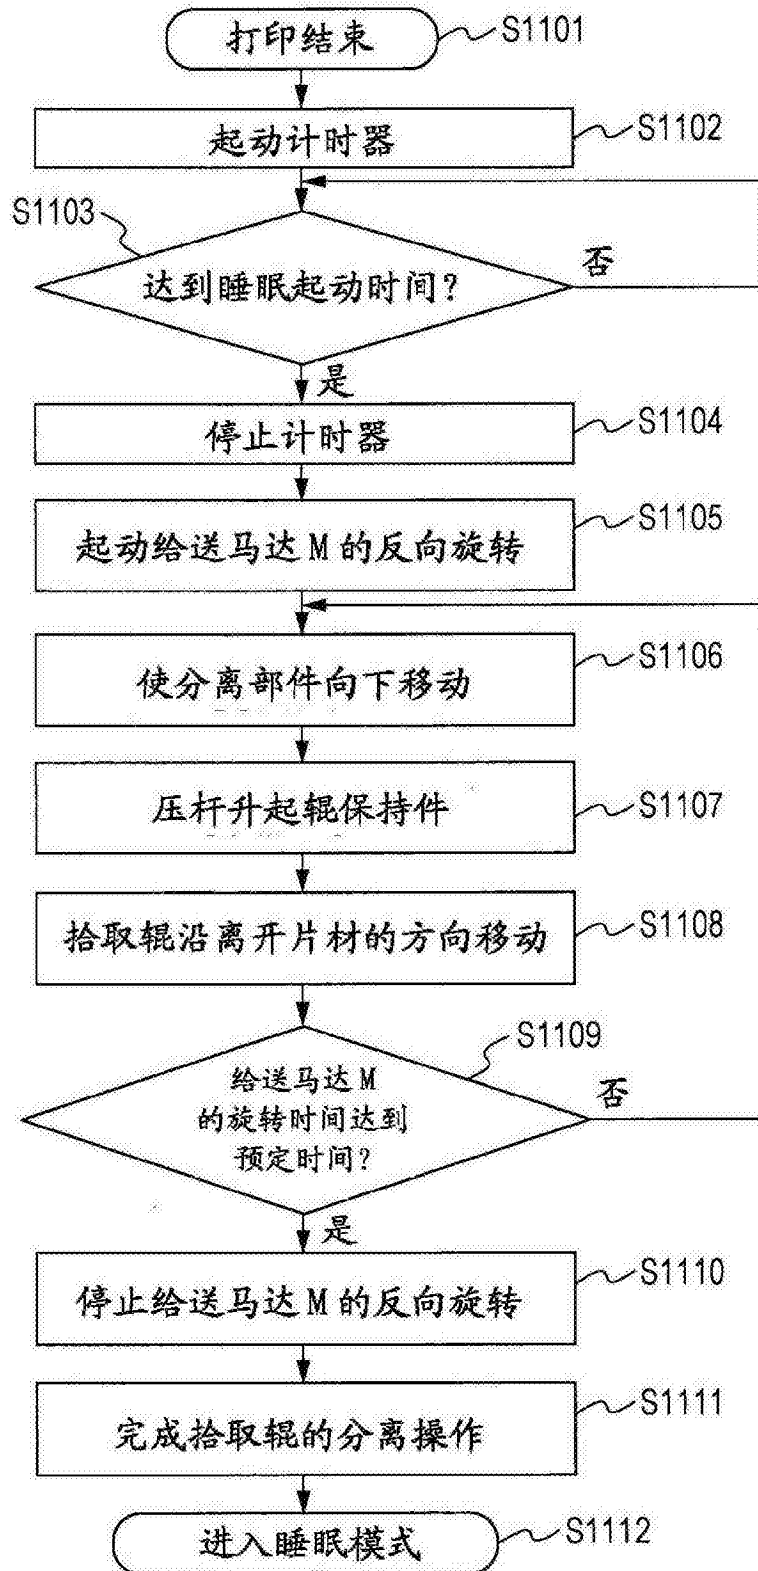 打印结束
S1101
起动计时器
S1102
S1103
达到睡眠起动时间?
否
是
停止计时器
S1104
起动给送马达 M 的反向旋转
S1105
使分离部件向下移动
S1106
压杆升起辊保持件
S1107
拾取辊沿离开片材的方向移动
S1108
S1109
给送马达 M
的旋转时间达到
预定时间?
否
是
停止给送马达 M 的反向旋转
S1110
完成拾取辊的分离操作
S1111
进入睡眠模式
S1112